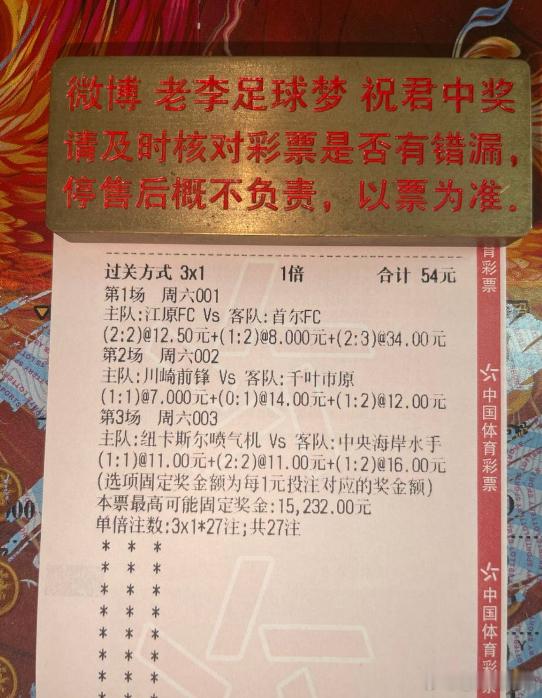 微博 老李足球梦 祝君中奖
请及时核对彩票是否有错漏，
停售后概不负责，以票为准.
过关方式 3x1 1倍 合计 54元
第1场 周六001
主队:江原FC Vs 客队:首尔FC
(2:2)@12.50元+(1:2)@8.000元+(2:3)@34.00元
第2场 周六002
主队:川崎前锋 Vs 客队:千叶市原
(1:1)@7.000元+(0:1)@14.00元+(1:2)@12.00元
第3场 周六003
主队:纽卡斯尔喷气机 Vs 客队:中央海岸水手
(1:1)@11.00元+(2:2)@11.00元+(1:2)@16.00元
(选项固定奖金额为每1元投注对应的奖金额)
本票最高可能固定奖金:15,232.00元
单倍注数:3x1*27注;共27注
* * *
* * *
* * *
* * *
* * *
* * *
* * *
* * *
育彩票
中国体育彩票
中国体育彩票